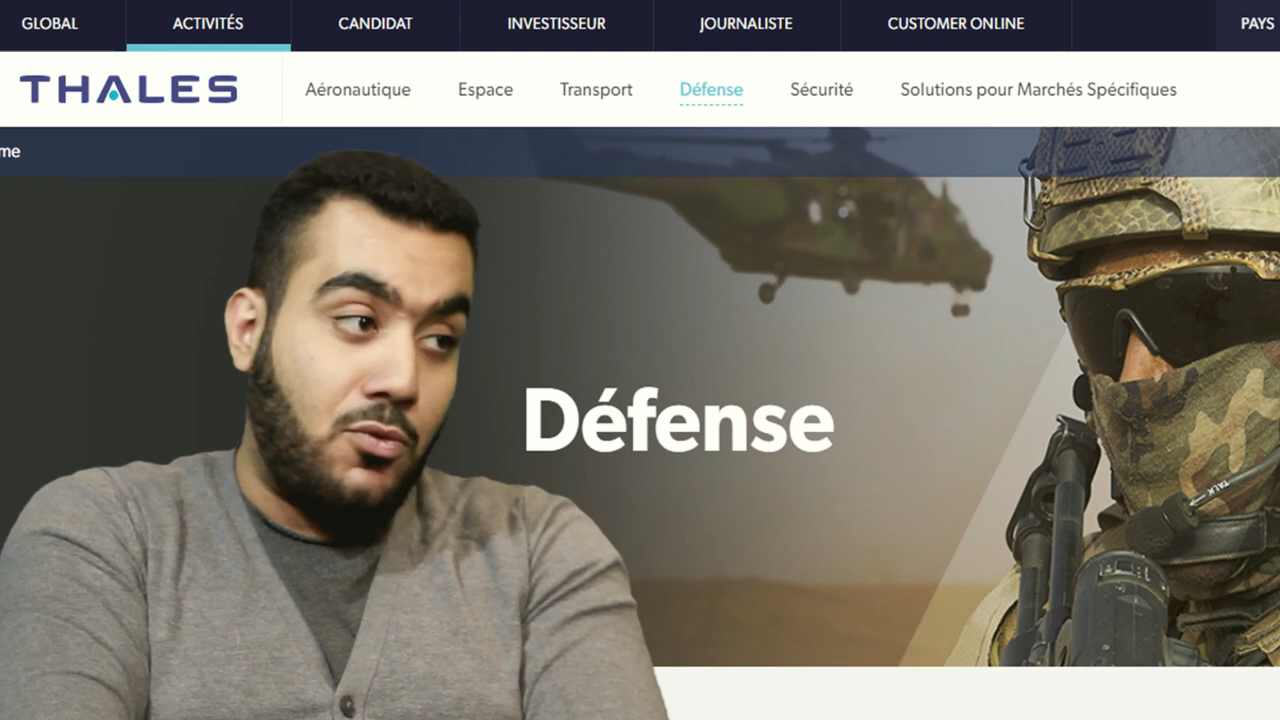 GLOBAL ACTIVITÉS CANDIDAT INVESTISSEUR JOURNALISTE CUSTOMER ONLINE PAYS
THALES Aéronautique Espace Transport Défense Sécurité Solutions pour Marchés Spécifiques
me
Défense
TALK